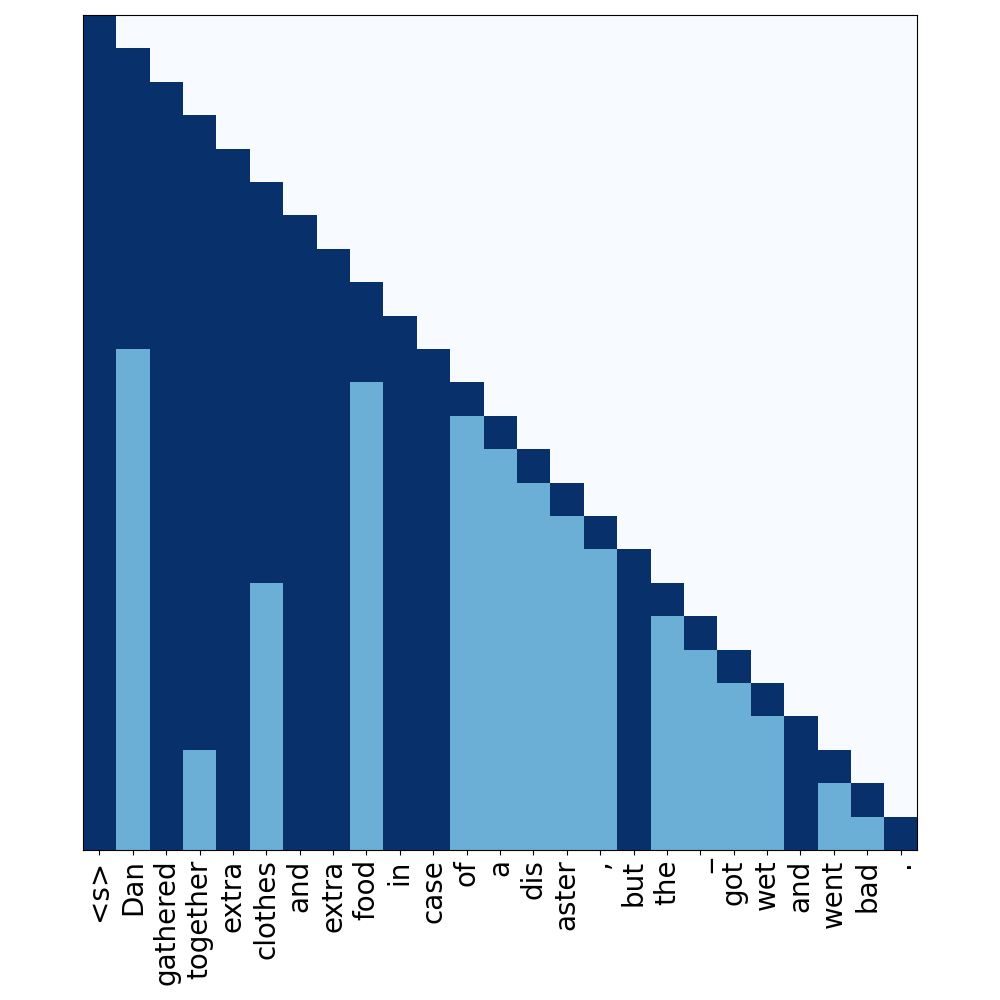 <s>
Dan
gathered
together
extra
clothes
and
extra
food
in
case
of
a
dis
aster
,
but
the
_
got
wet
and
went
bad
.